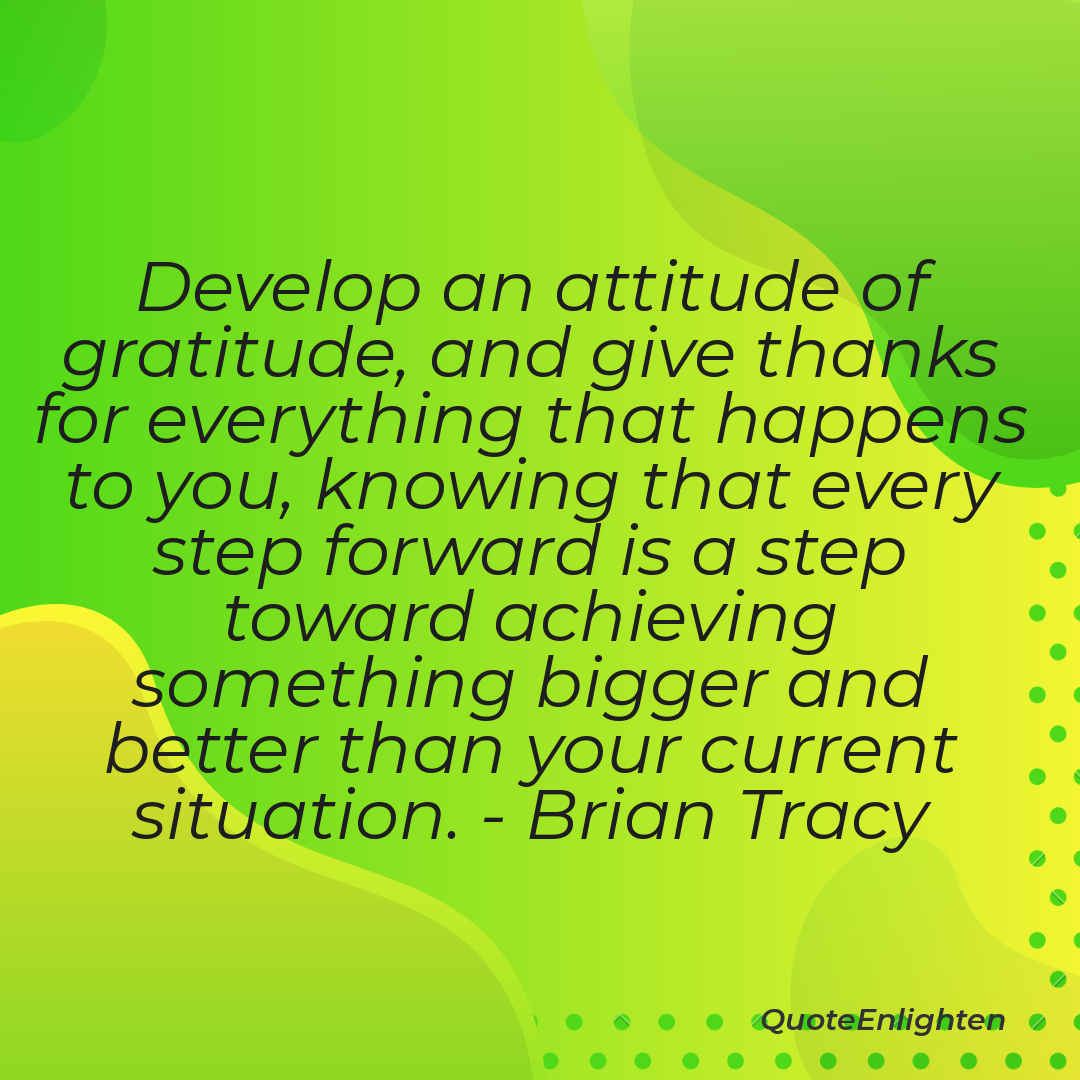 Develop an attitude of
gratitude, and give thanks
for everything that happens
to you, knowing that every
step forward is a step
toward achieving
something bigger and
better than your current
situation. - Brian Tracy
QuoteEnlighten